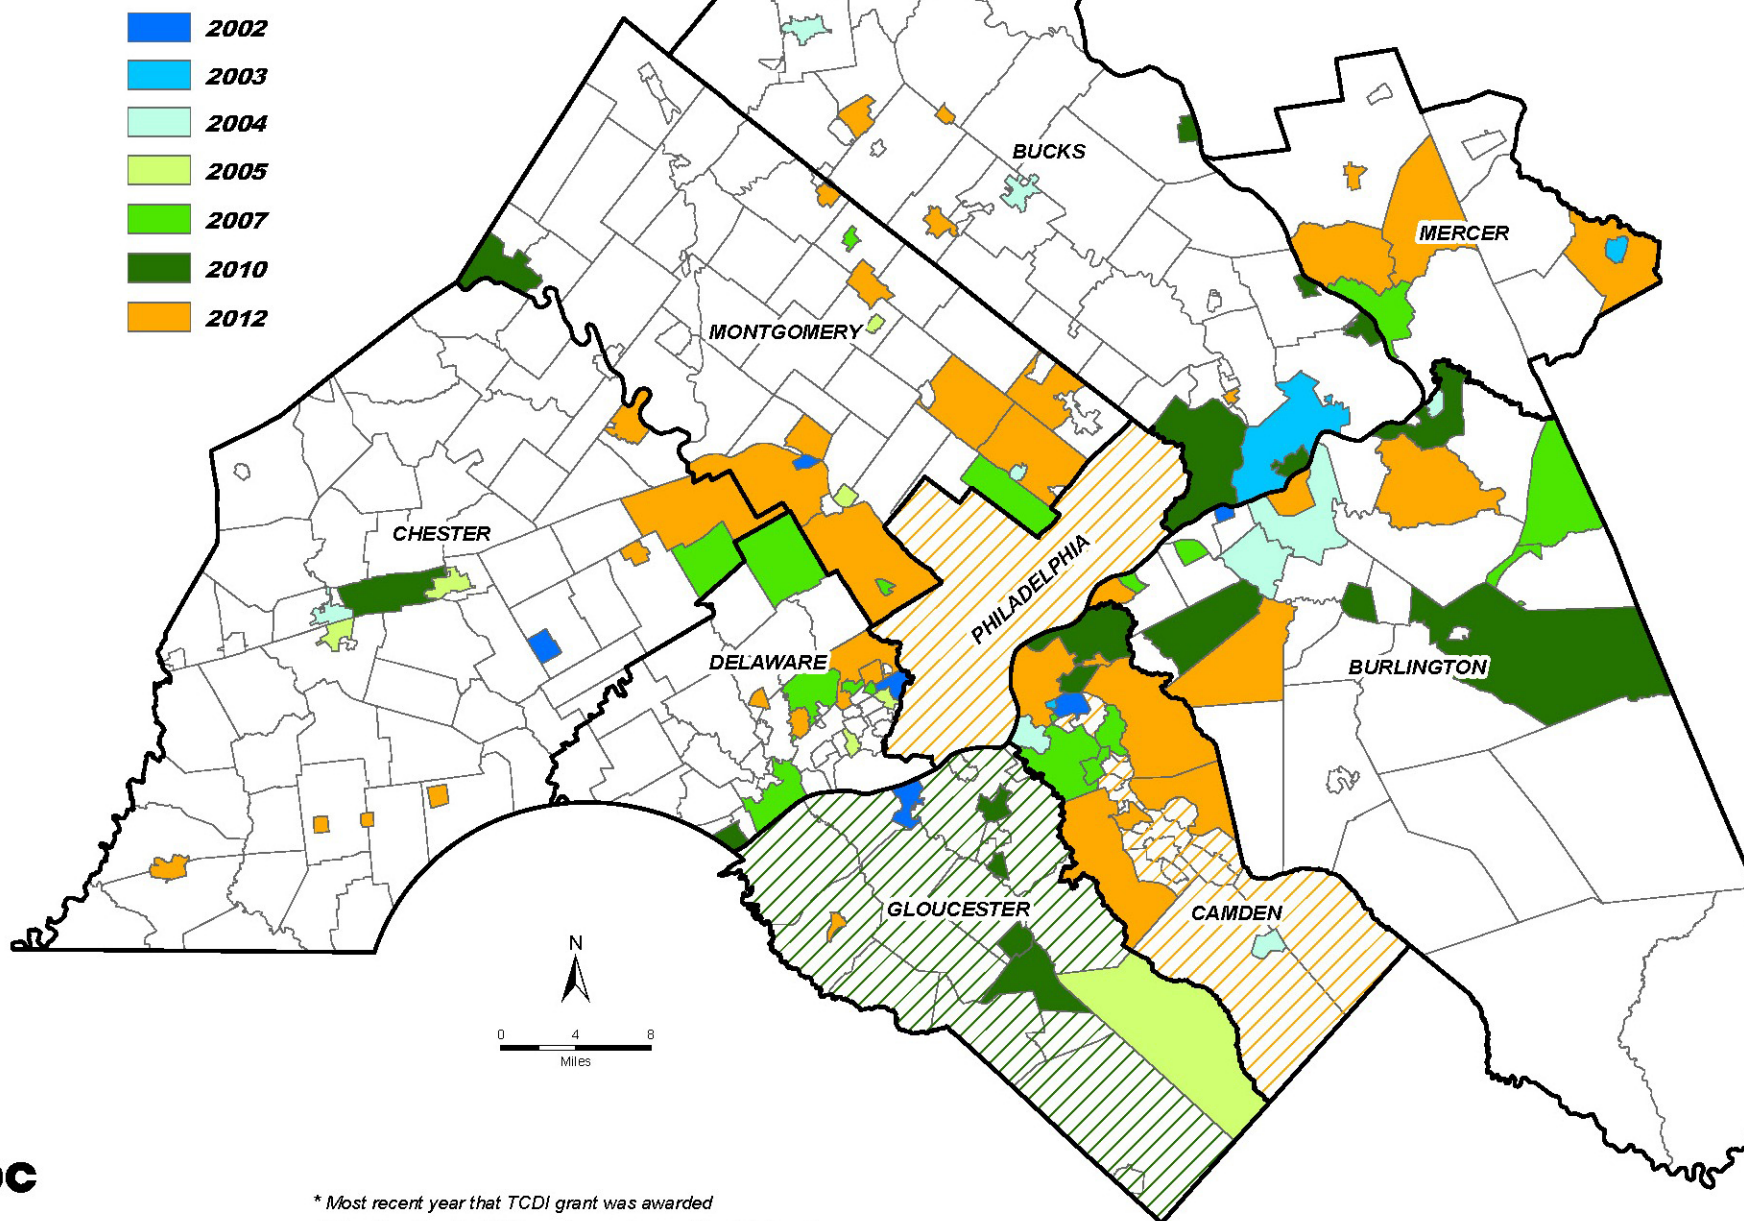 2002
2003
2004
2005
2007
2010
2012
BUCKS
MERCER
MONTGOMERY
CHESTER
PHILADELPHIA
DELAWARE
BURLINGTON
GLOUCESTER
CAMDEN
N
0 4 8
Miles
* Most recent year that TCDI grant was awarded